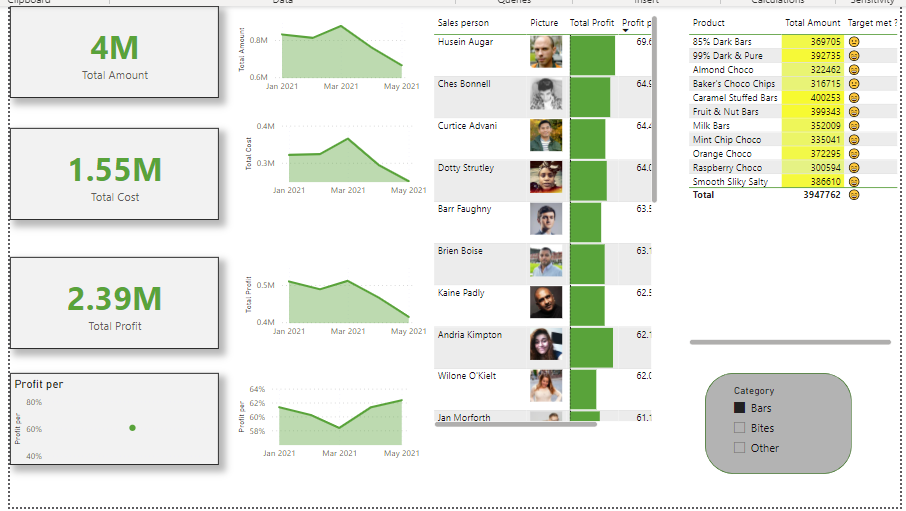 Clipboard
Data
Queries
Insert
Calculations
Sensitivity
4M
Total Amount
Total Amount
0.8M
0.6M
Jan 2021 Mar 2021 May 2021
1.55M
Total Cost
Total Cost
0.4M
0.3M
Jan 2021 Mar 2021 May 2021
2.39M
Total Profit
Total Profit
0.5M
0.4M
Jan 2021 Mar 2021 May 2021
Profit per
Profit per
80%
60%
40%
Profit per
64%
62%
60%
58%
Jan 2021 Mar 2021 May 2021
Sales person Picture Total Profit Profit p
Husein Augar 69.6
Ches Bonnell 64.9
Curtice Advani 64.4
Dotty Strutley 64.0
Barr Faughny 63.5
Brien Boise 63.1
Kaine Padly 62.9
Andria Kimpton 62.1
Wilone O'Kielt 62.0
Jan Morforth 61.1
Product Total Amount Target met ?
85% Dark Bars 369705
99% Dark & Pure 392735
Almond Choco 322462
Baker's Choco Chips 316715
Caramel Stuffed Bars 400253
Fruit & Nut Bars 399343
Milk Bars 352009
Mint Chip Choco 335041
Orange Choco 372295
Raspberry Choco 300594
Smooth Sliky Salty 386610
Total 3947762
Category
Bars
Bites
Other